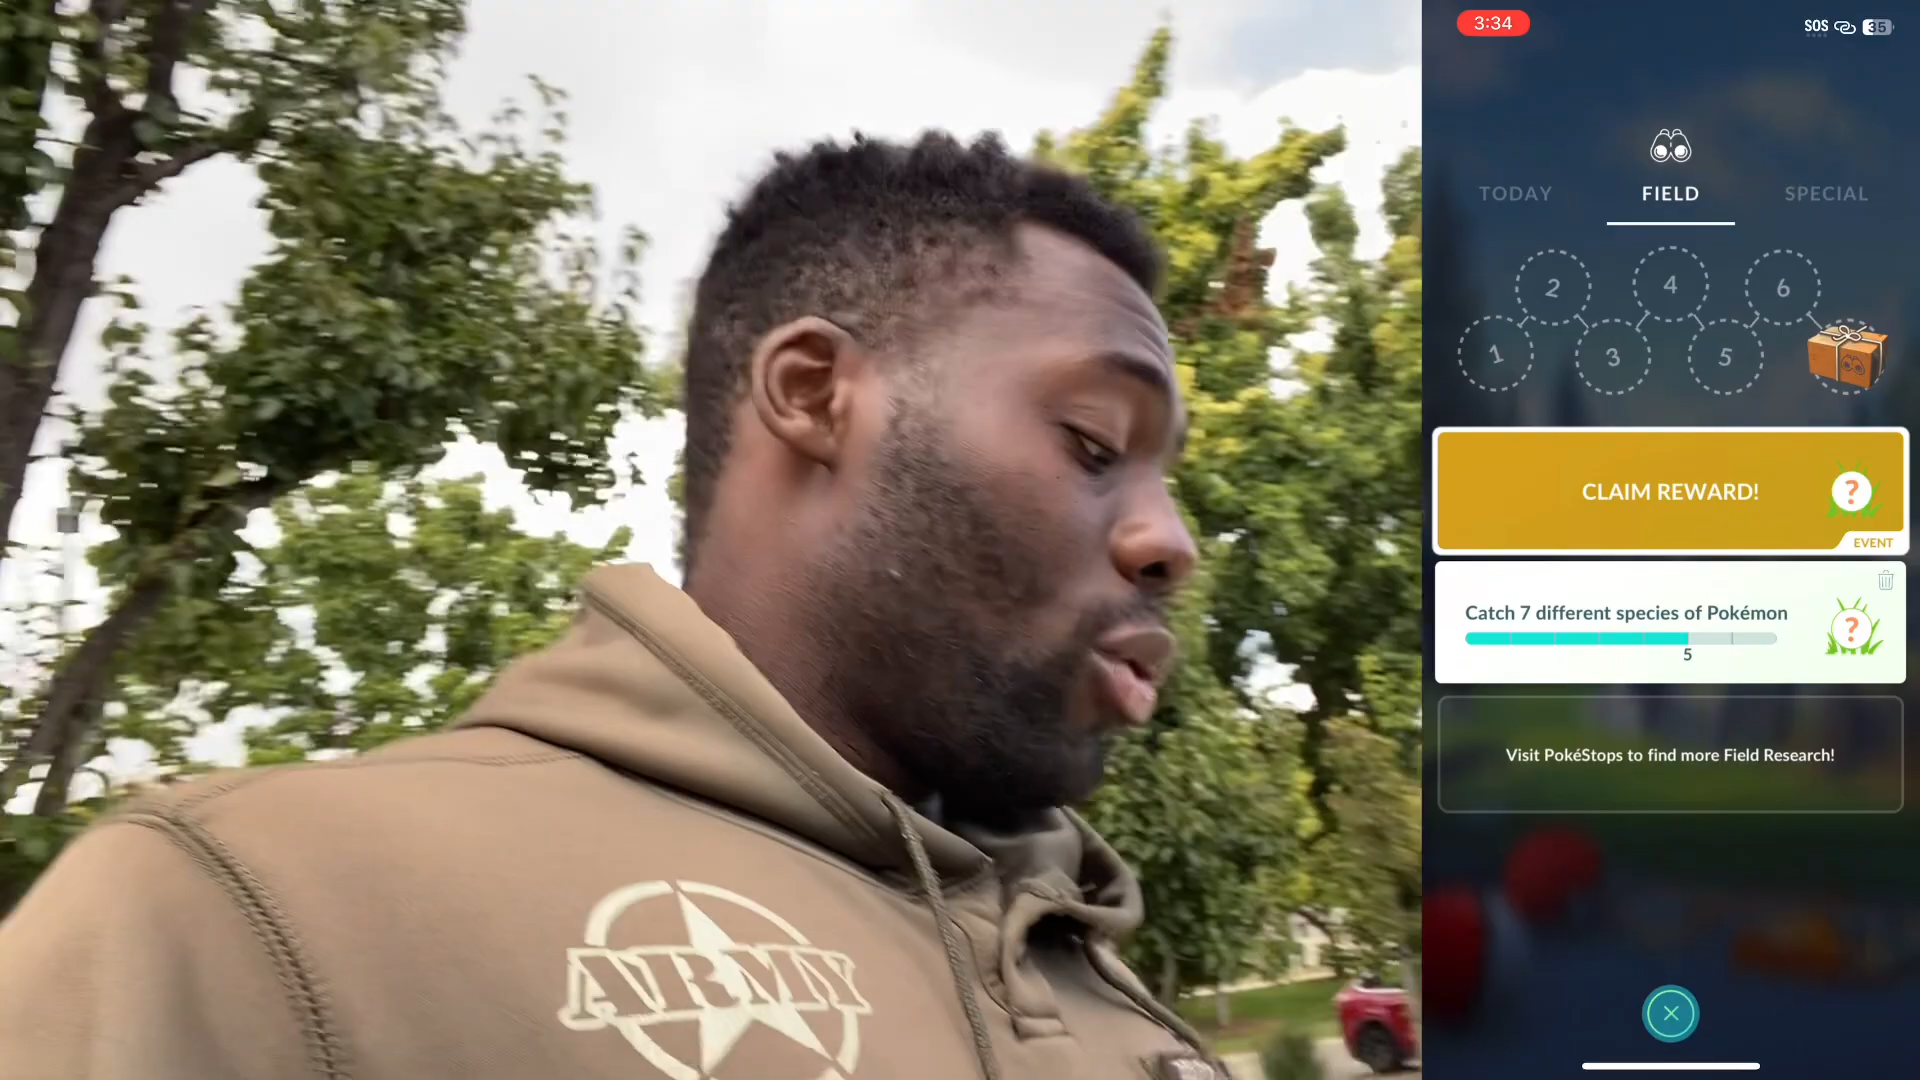 3:34
SOS
35
TODAY
FIELD
SPECIAL
2
4
6
1
3
5
CLAIM REWARD!
?
EVENT
Catch 7 different species of Pokémon
5
?
Visit PokéStops to find more Field Research!
ARMY